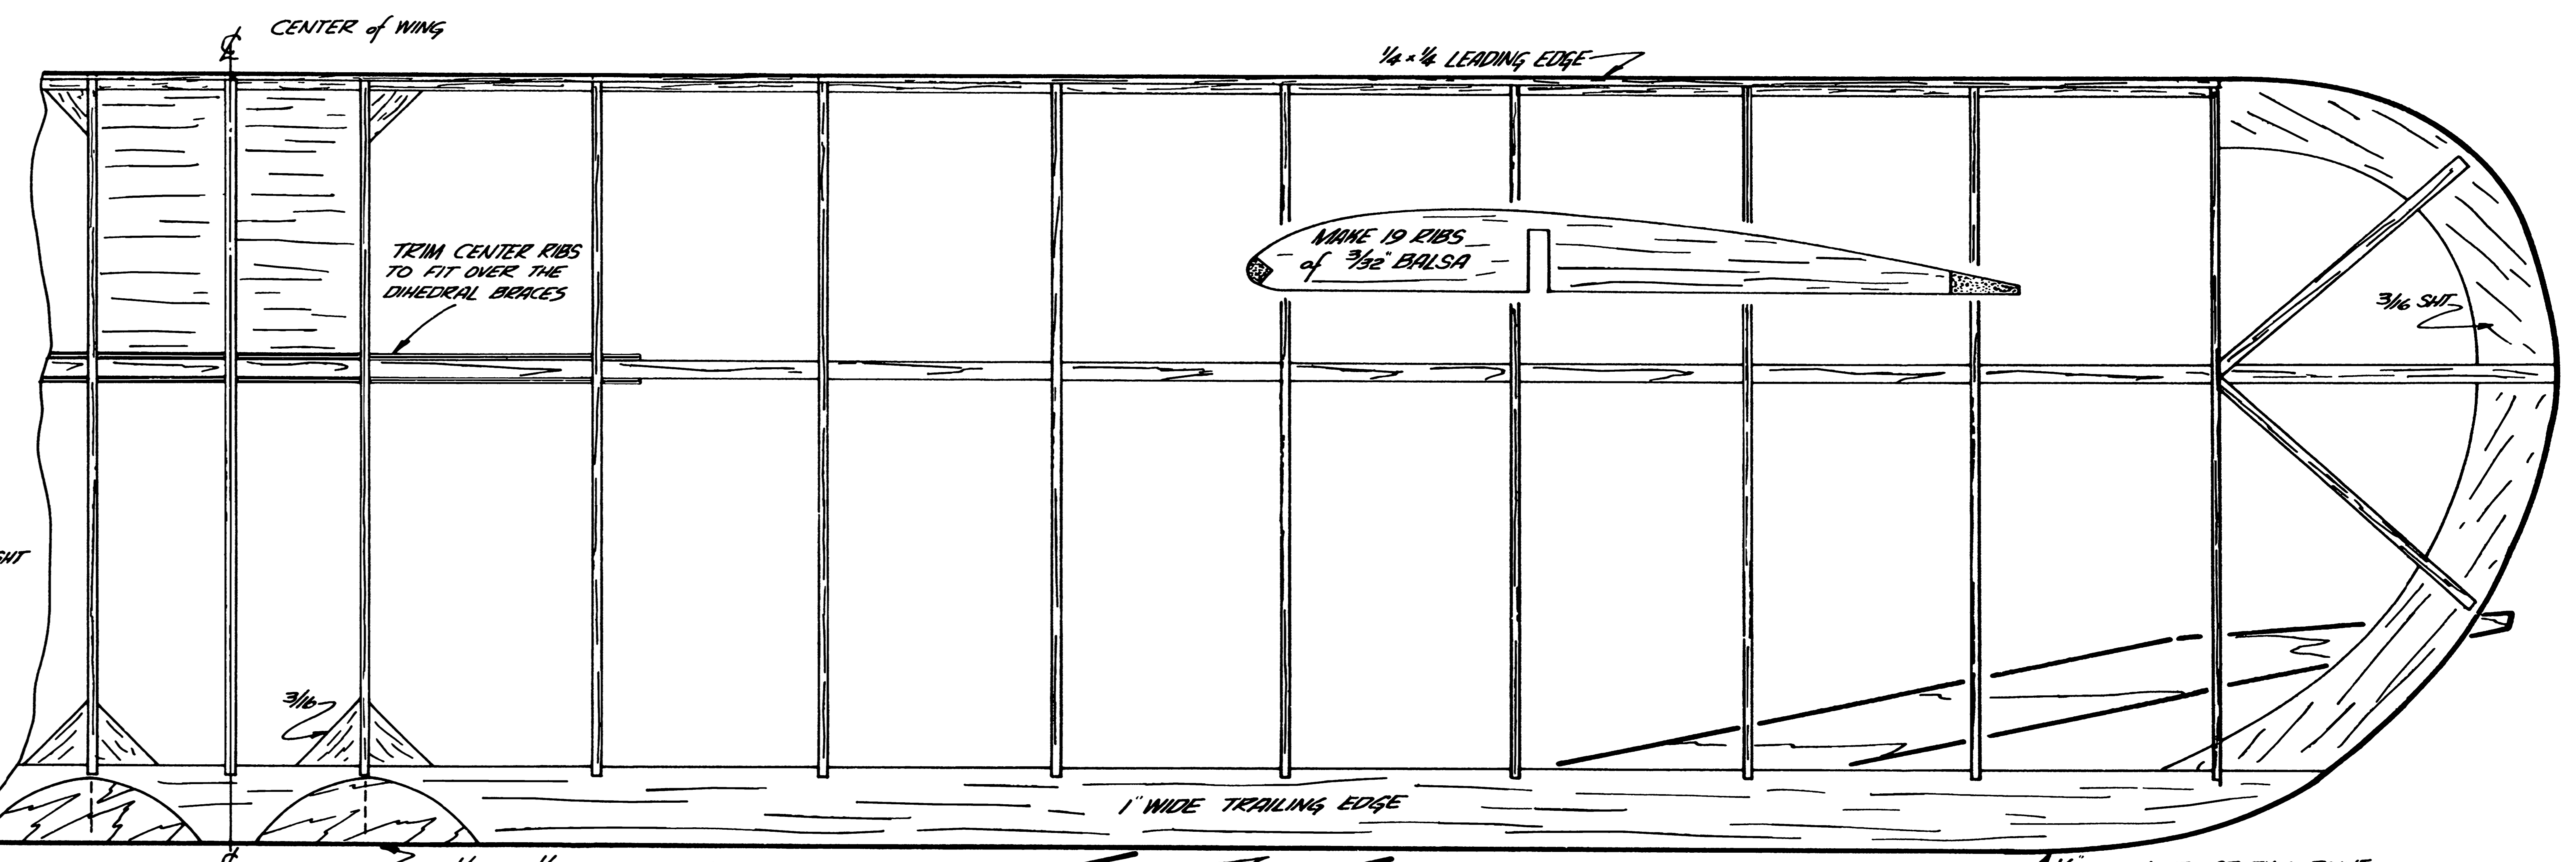 CENTER of WING
1/4 x 1/4 LEADING EDGE
TRIM CENTER RIBS
TO FIT OVER THE
DIHEDRAL BRACES
MAKE 19 RIBS
of 3/32" BALSA
3/16 SHT
SHT
3/16
1" WIDE TRAILING EDGE